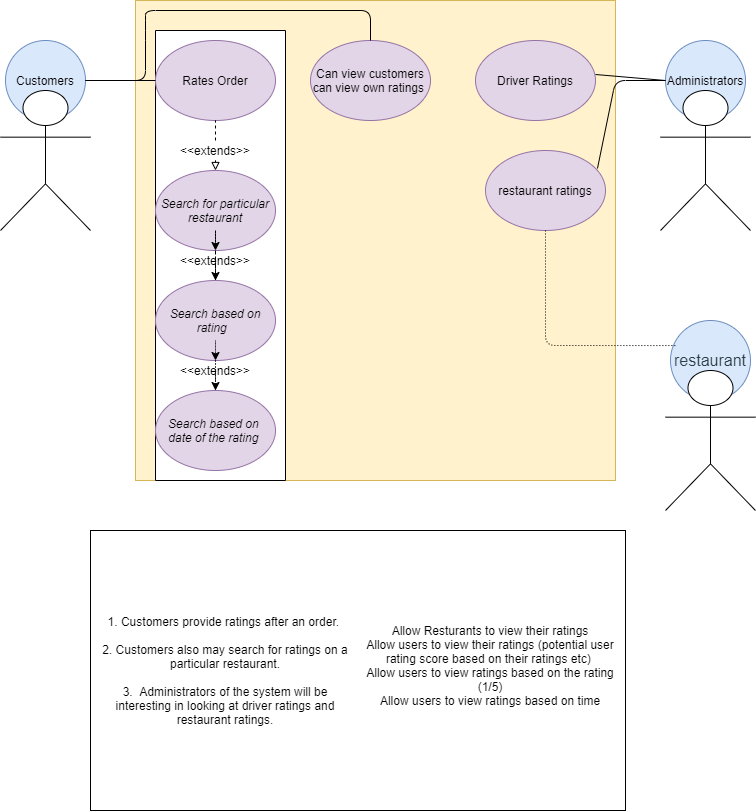 Customers
Rates Order
Can view customers
can view own ratings
Driver Ratings
Administrators
<<extends>>
Search for particular
restaurant
restaurant ratings
<<extends>>
Search based on
rating
restaurant
<<extends>>
Search based on
date of the rating
1. Customers provide ratings after an order.
2. Customers also may search for ratings on a
particular restaurant.
3. Administrators of the system will be
interesting in looking at driver ratings and
restaurant ratings.
Allow Resturants to view their ratings
Allow users to view their ratings (potential user
rating score based on their ratings etc)
Allow users to view ratings based on the rating
(1/5)
Allow users to view ratings based on time